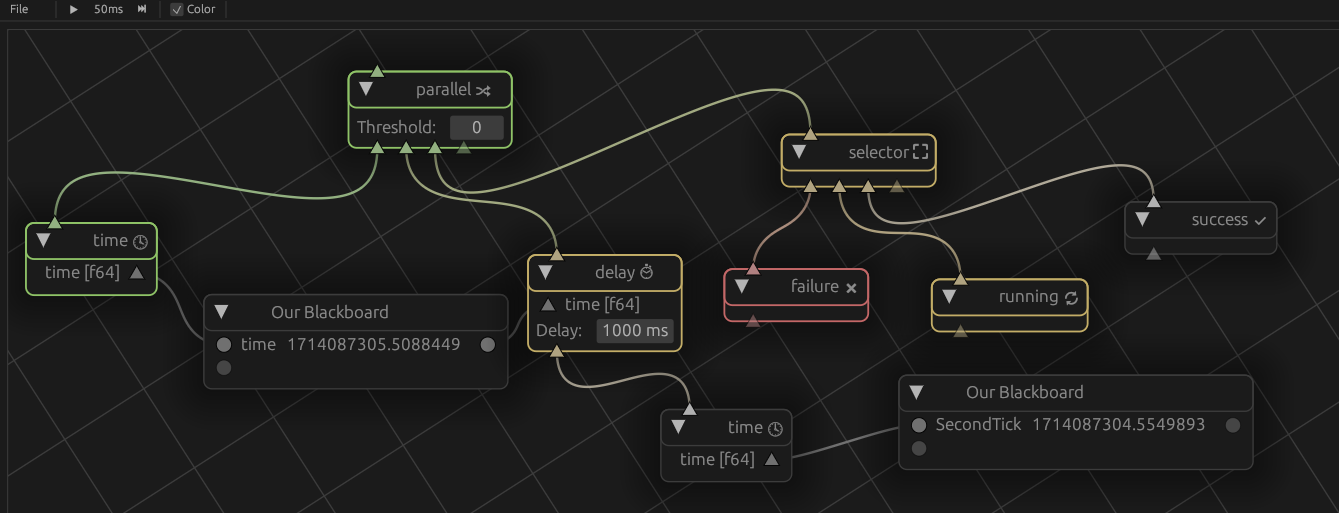 File 50ms Color
parallel
Threshold: 0
selector
success
time
time [f64]
delay
time [f64]
Delay: 1000 ms
failure
running
Our Blackboard
time 1714087305.5088449
time
time [f64]
Our Blackboard
SecondTick 1714087304.5549893